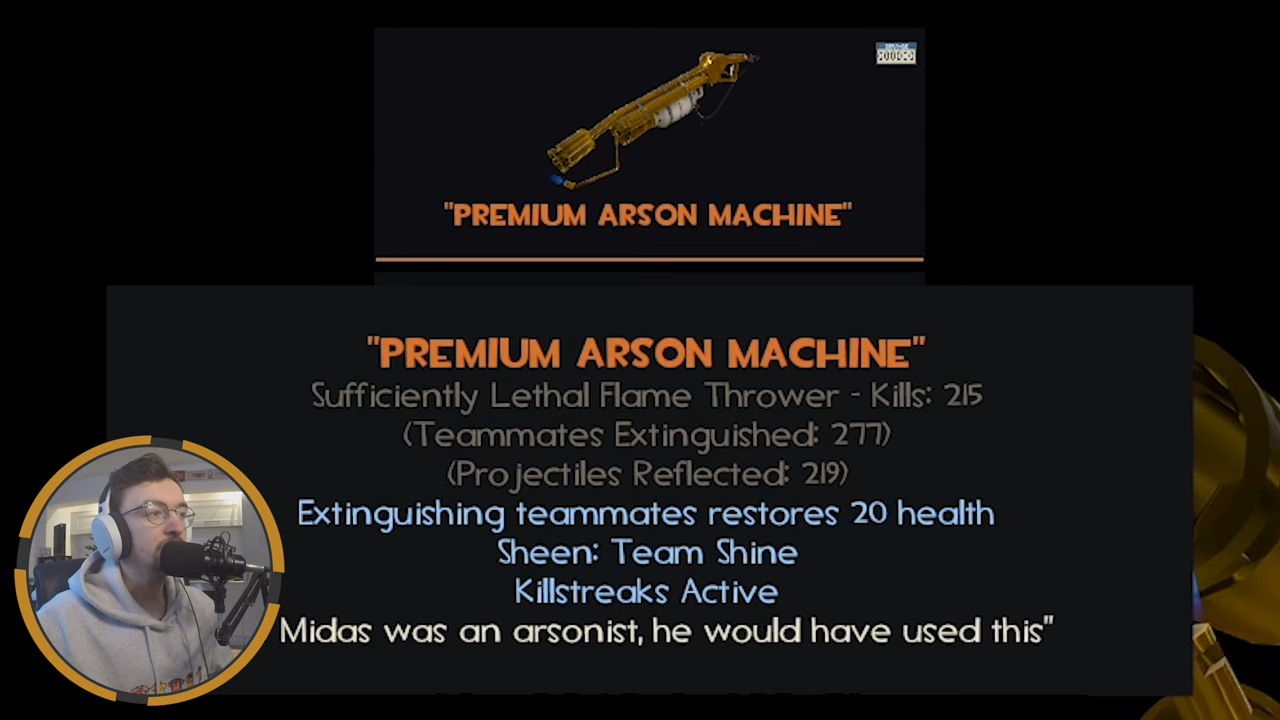 "PREMIUM ARSON MACHINE"
"PREMIUM ARSON MACHINE"
Sufficiently Lethal Flame Thrower - Kills: 215
(Teammates Extinguished: 277)
(Projectiles Reflected: 219)
Extinguishing teammates restores 20 health
Sheen: Team Shine
Killstreaks Active
Midas was an arsonist, he would have used this"